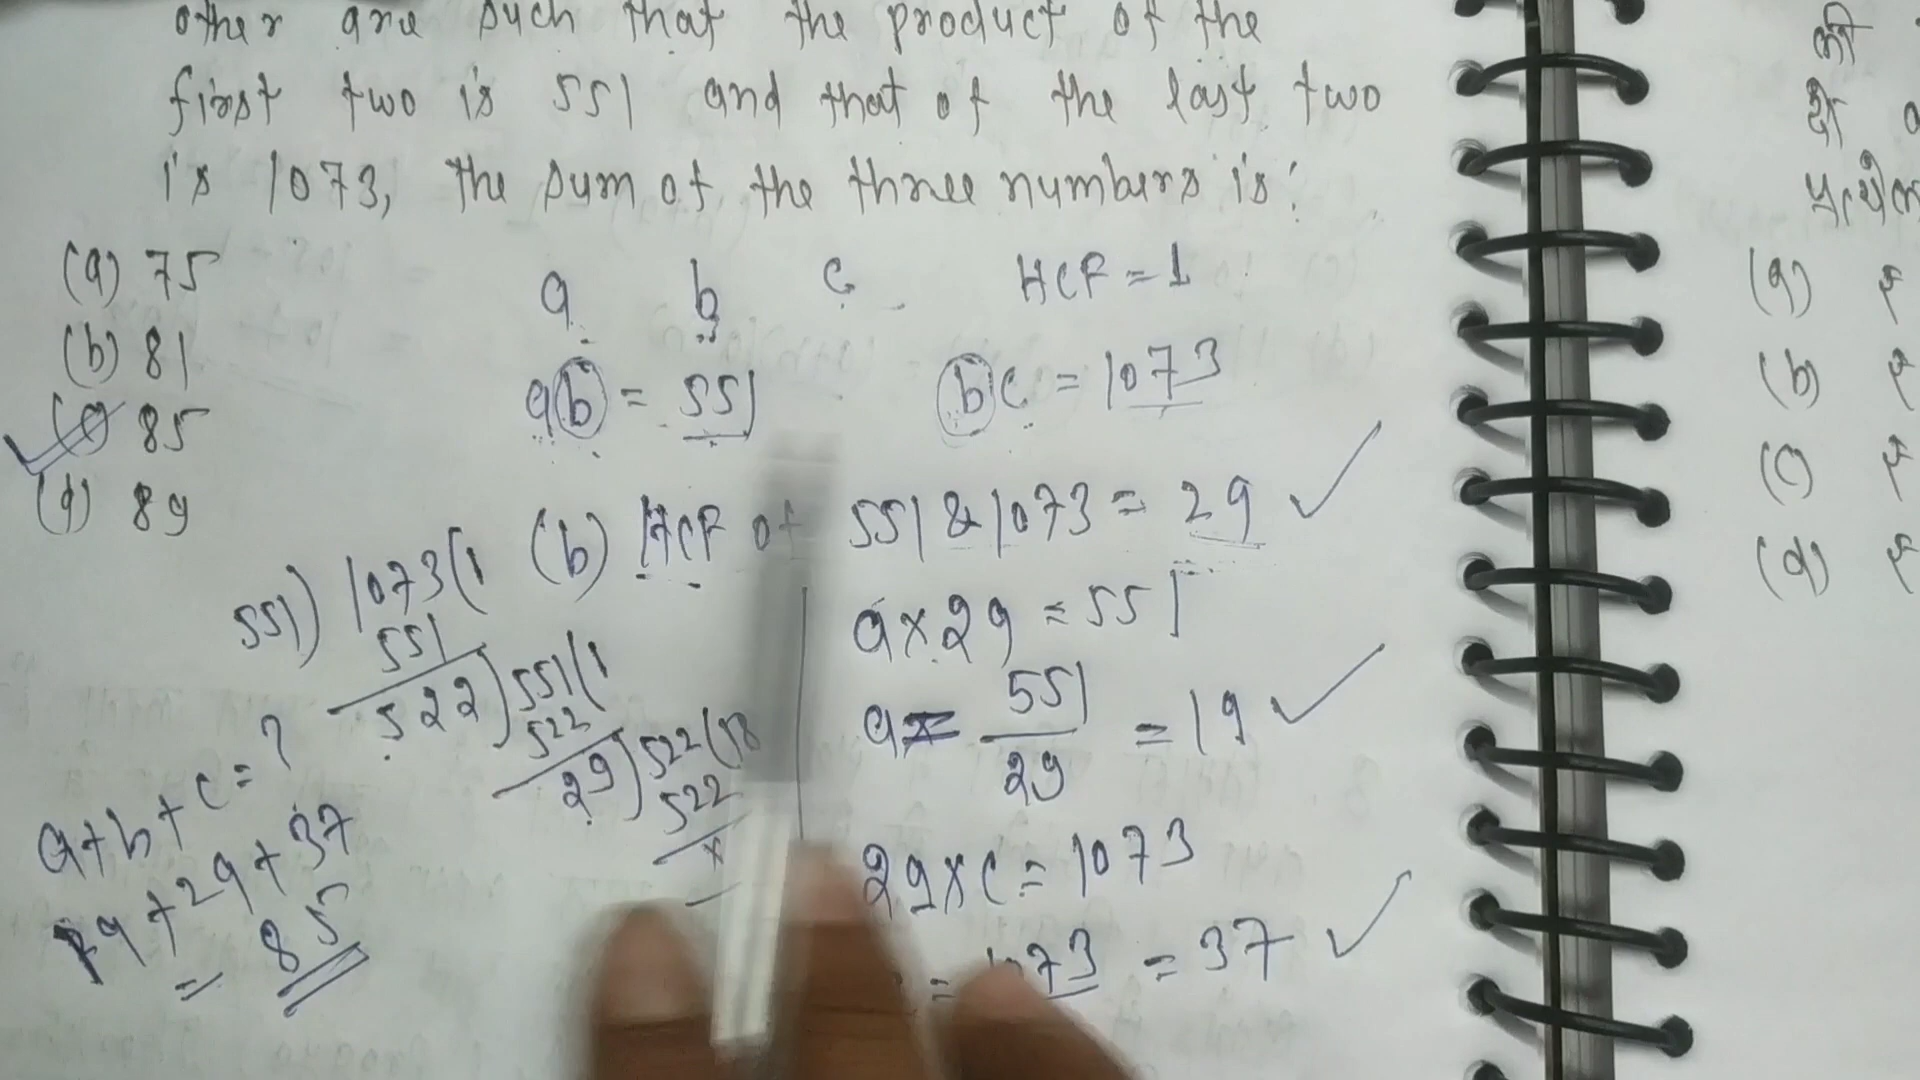 other are such that the product of the
first two is 551 and that of the last two
is 1073, the sum of the three numbers is:
(a) 75
(b) 81
(c) 85
(d) 89
a b c HCF = 1
ab = 551 bc = 1073
(b) HCF of 551 & 1073 = 29
551) 1073 (1
551
522) 551 (1
522
29) 522 (18
522
x
a x 29 = 551
a = 551/29 = 19
29 x c = 1073
= 1073 = 37
a+b+c = ?
19+29+37
= 85
की
दो
(a) ₹
(b) ₹
(c) ₹
(d) ₹